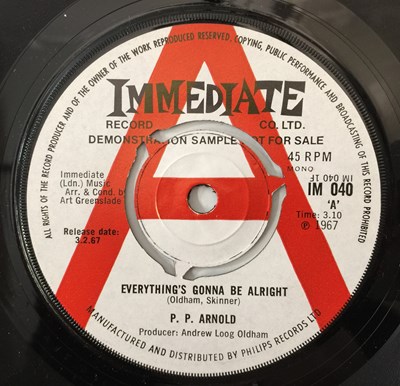 ALL RIGHTS OF THE RECORD PRODUCER AND OF THE OWNER OF THE WORK REPRODUCED RESERVED, COPYING, PUBLIC PERFORMANCE AND BROADCASTING OF THIS RECORD PROHIBITED
IMMEDIATE
RECORD CO. LTD.
DEMONSTRATION SAMPLE NOT FOR SALE
45 RPM
MONO
IM 040 1F
IM 040
'A'
Time: 3.10
℗ 1967
Immediate
(Ldn.) Music
Arr. & Cond. by
Art Greenslade
Release date:
3.2.67
A
EVERYTHING'S GONNA BE ALRIGHT
(Oldham, Skinner)
P. P. ARNOLD
Producer: Andrew Loog Oldham
MANUFACTURED AND DISTRIBUTED BY PHILIPS RECORDS LTD